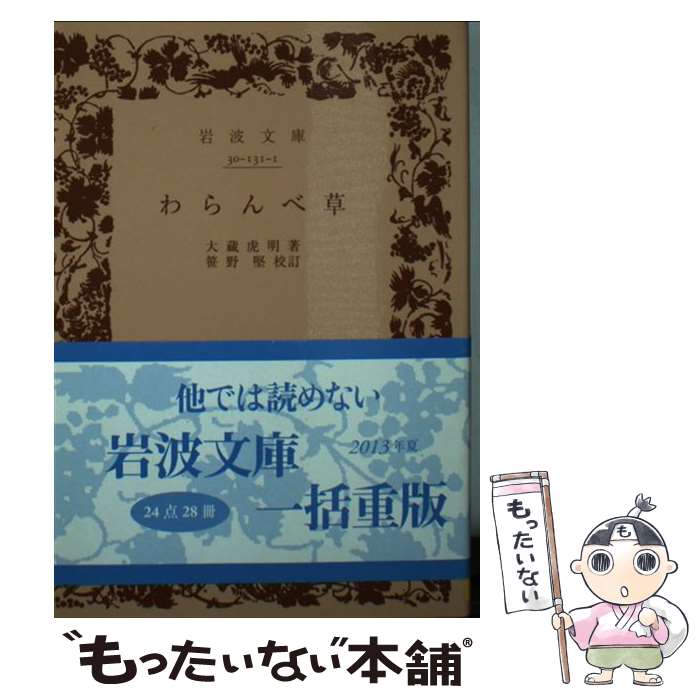 岩波文庫
30-131-1
わらんべ草
大蔵虎明著
笹野堅校訂
他では読めない
岩波文庫
2013年夏
24点28冊
一括重版
も
もったいない
“もったいない本舗®